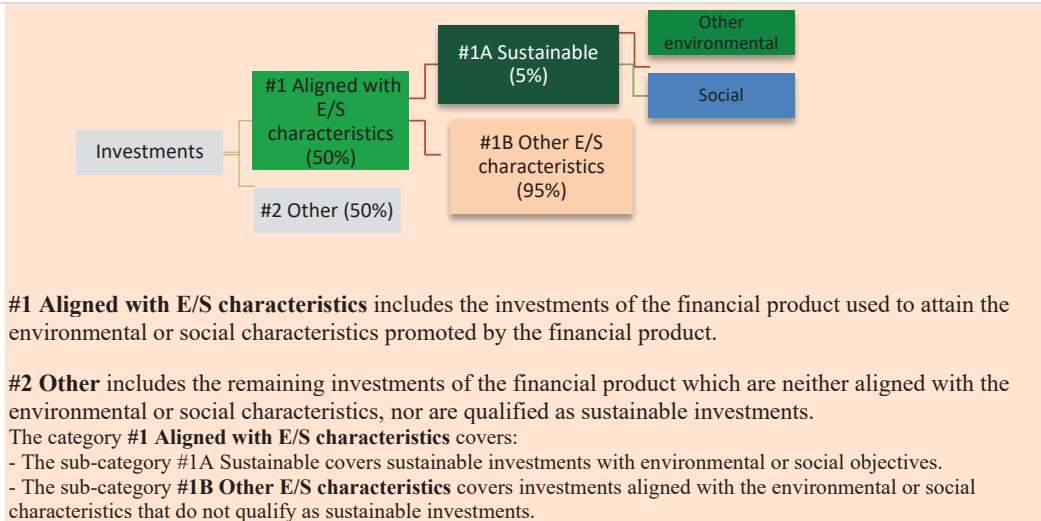 Other
environmental
#1A Sustainable
(5%)
Social
#1 Aligned with
E/S
characteristics
(50%)
#1B Other E/S
characteristics
(95%)
Investments
#2 Other (50%)
#1 Aligned with E/S characteristics includes the investments of the financial product used to attain the
environmental or social characteristics promoted by the financial product.
#2 Other includes the remaining investments of the financial product which are neither aligned with the
environmental or social characteristics, nor are qualified as sustainable investments.
The category #1 Aligned with E/S characteristics covers:
- The sub-category #1A Sustainable covers sustainable investments with environmental or social objectives.
- The sub-category #1B Other E/S characteristics covers investments aligned with the environmental or social
characteristics that do not qualify as sustainable investments.